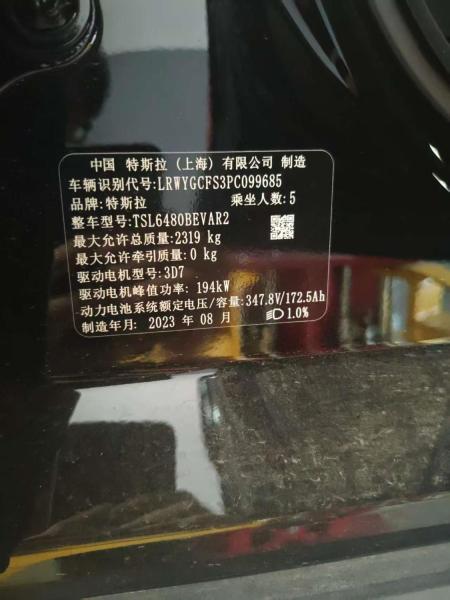 中国 特斯拉（上海）有限公司 制造
车辆识别代号:LRWYGCFS3PC099685
品牌:特斯拉 乘坐人数:5
整车型号:TSL6480BEVAR2
最大允许总质量:2319 kg
最大允许牵引质量:0 kg
驱动电机型号:3D7
驱动电机峰值功率: 194kW
动力电池系统额定电压/容量:347.8V/172.5Ah
制造年月: 2023 年 08 月 1.0%